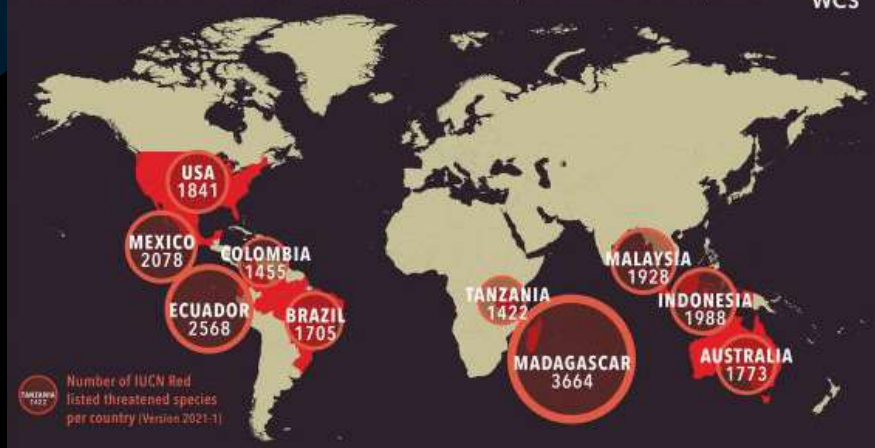 WCS
USA
1841
MEXICO
2078
COLOMBIA
1455
ECUADOR
2568
BRAZIL
1705
TANZANIA
1422
MADAGASCAR
3664
MALAYSIA
1928
INDONESIA
1988
AUSTRALIA
1773
TANZANIA
1422
Number of IUCN Red
listed threatened species
per country (Version 2021-1)